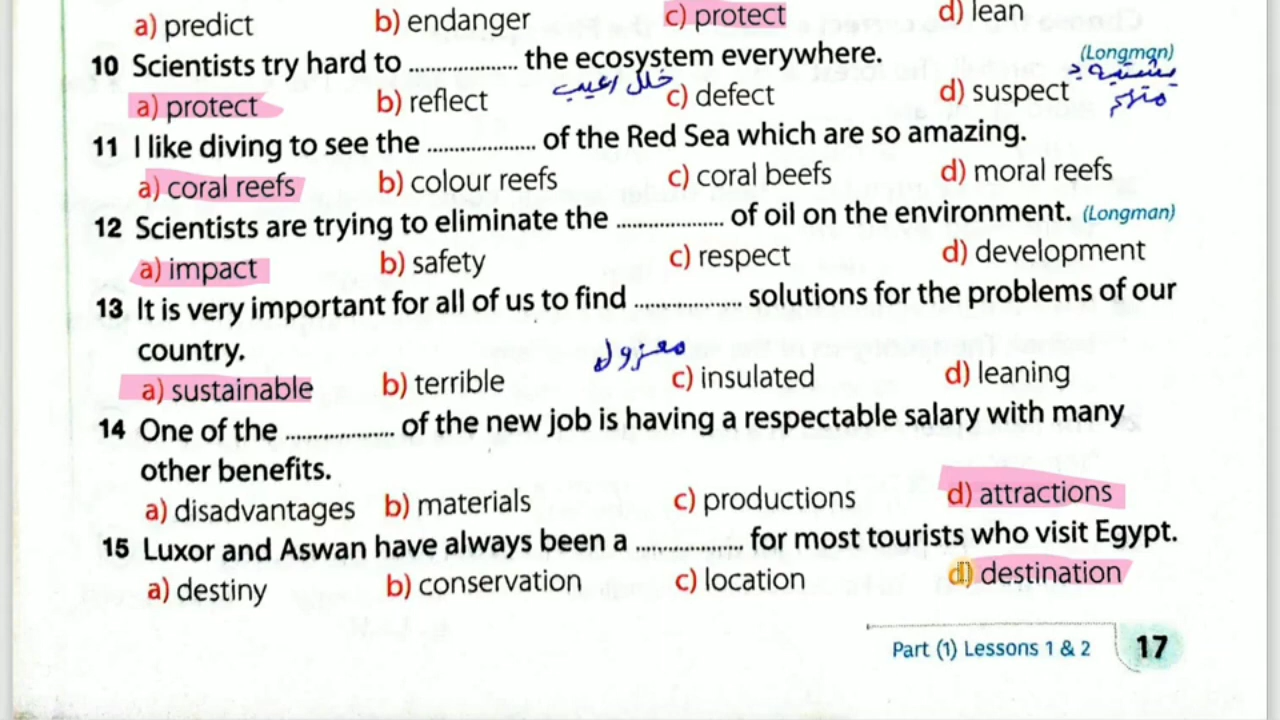 a) predict b) endanger c) protect d) lean
10 Scientists try hard to .................. the ecosystem everywhere. (Longman)
خلل / عيب يشتبه بـ
متهم
a) protect b) reflect c) defect d) suspect
11 I like diving to see the .................. of the Red Sea which are so amazing.
a) coral reefs b) colour reefs c) coral beefs d) moral reefs
12 Scientists are trying to eliminate the .................. of oil on the environment. (Longman)
a) impact b) safety c) respect d) development
13 It is very important for all of us to find .................. solutions for the problems of our
country.
معزول
a) sustainable b) terrible c) insulated d) leaning
14 One of the .................. of the new job is having a respectable salary with many
other benefits.
a) disadvantages b) materials c) productions d) attractions
15 Luxor and Aswan have always been a .................. for most tourists who visit Egypt.
a) destiny b) conservation c) location d) destination
Part (1) Lessons 1 & 2 17